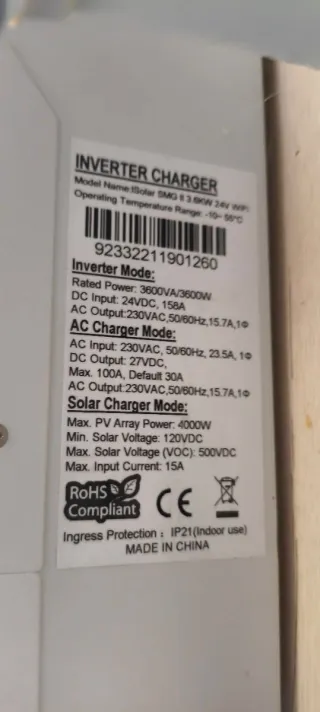 INVERTER CHARGER
Model Name:ISolar SMG II 3.6KW 24V WiFi
Operating Temperature Range: -10~ 55°C
92332211901260
Inverter Mode:
Rated Power: 3600VA/3600W
DC Input: 24VDC, 158A
AC Output:230VAC,50/60Hz,15.7A,1Φ
AC Charger Mode:
AC Input: 230VAC, 50/60Hz, 23.5A, 1Φ
DC Output: 27VDC,
Max. 100A, Default 30A
AC Output:230VAC,50/60Hz,15.7A,1Φ
Solar Charger Mode:
Max. PV Array Power: 4000W
Min. Solar Voltage: 120VDC
Max. Solar Voltage (VOC): 500VDC
Max. Input Current: 15A
RoHS
Compliant
CE
Ingress Protection : IP21(Indoor use)
MADE IN CHINA